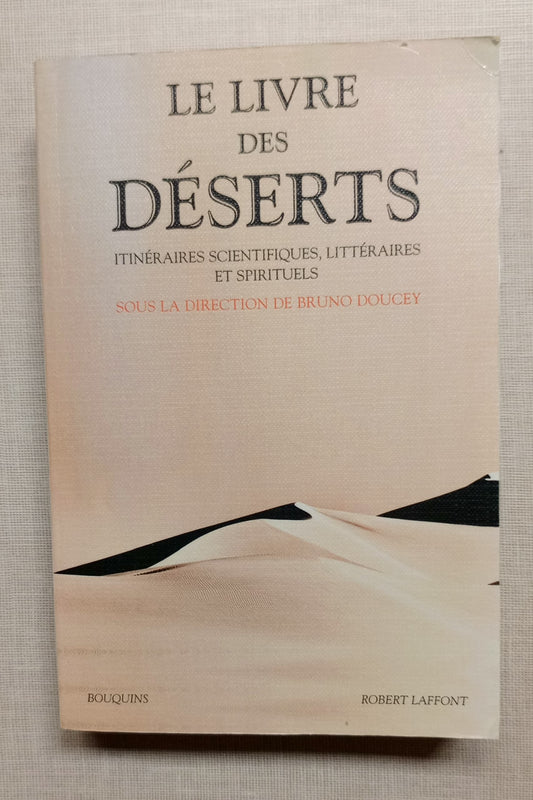 LE LIVRE
DES
DÉSERTS
ITINÉRAIRES SCIENTIFIQUES, LITTÉRAIRES
ET SPIRITUELS
SOUS LA DIRECTION DE BRUNO DOUCEY
BOUQUINS
ROBERT LAFFONT